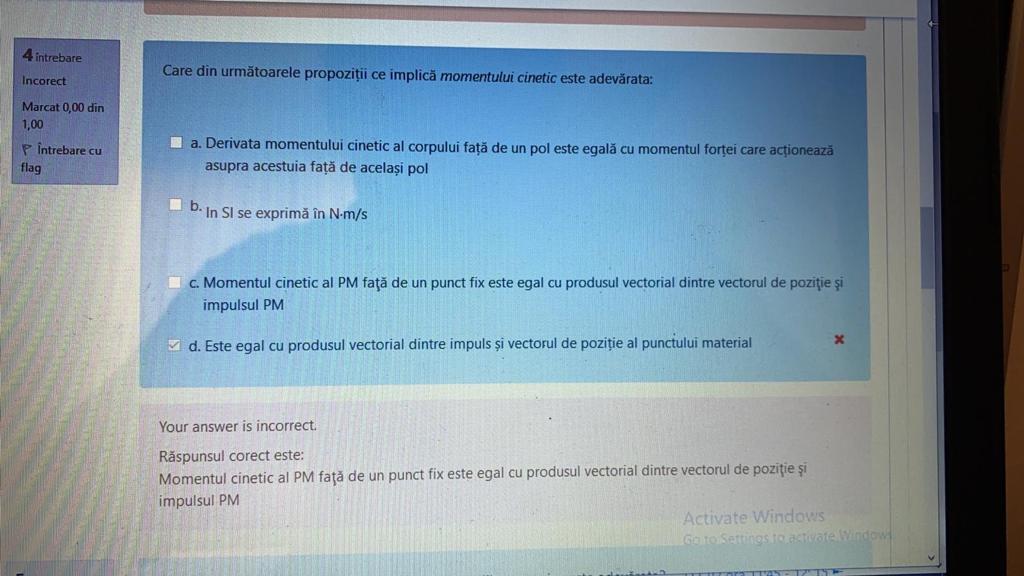 4 întrebare
Incorect
Marcat 0,00 din
1,00
Întrebare cu
flag
Care din următoarele propoziții ce implică momentului cinetic este adevărata:
a. Derivata momentului cinetic al corpului față de un pol este egală cu momentul forței care acționează
asupra acestuia față de același pol
b. In SI se exprimă în N·m/s
c. Momentul cinetic al PM faţă de un punct fix este egal cu produsul vectorial dintre vectorul de poziţie şi
impulsul PM
d. Este egal cu produsul vectorial dintre impuls și vectorul de poziție al punctului material
Your answer is incorrect.
Răspunsul corect este:
Momentul cinetic al PM faţă de un punct fix este egal cu produsul vectorial dintre vectorul de poziţie şi
impulsul PM
Activate Windows
Go to Settings to activate Windows